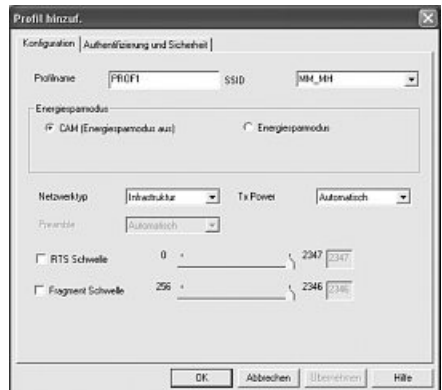 Profil hinzuf.
Konfiguration Authentifizierung und Sicherheit
Profilname PROF1 SSID MM_MH
Energiesparmodus
CAM (Energiesparmodus aus) Energiesparmodus
Netzwerktyp Infrastruktur Tx Power Automatisch
Preamble Automatisch
RTS Schwelle 0 2347 2347
Fragment Schwelle 256 2346 2346
OK Abbrechen Übernehmen Hilfe